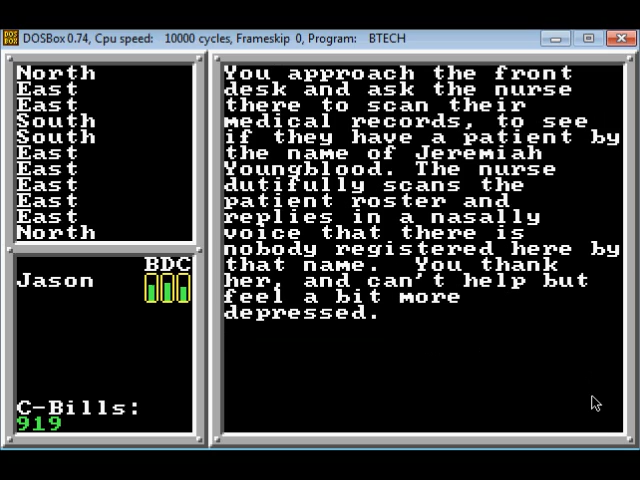 DOSBox 0.74, Cpu speed: 10000 cycles, Frameskip 0, Program: BTECH
North
East
East
South
South
East
East
East
East
East
North
BDC
Jason
C-Bills:
919
You approach the front
desk and ask the nurse
there to scan their
medical records, to see
if they have a patient by
the name of Jeremiah
Youngblood. The nurse
dutifully scans the
patient roster and
replies in a nasally
voice that there is
nobody registered here by
that name. You thank
her, and can't help but
feel a bit more
depressed.